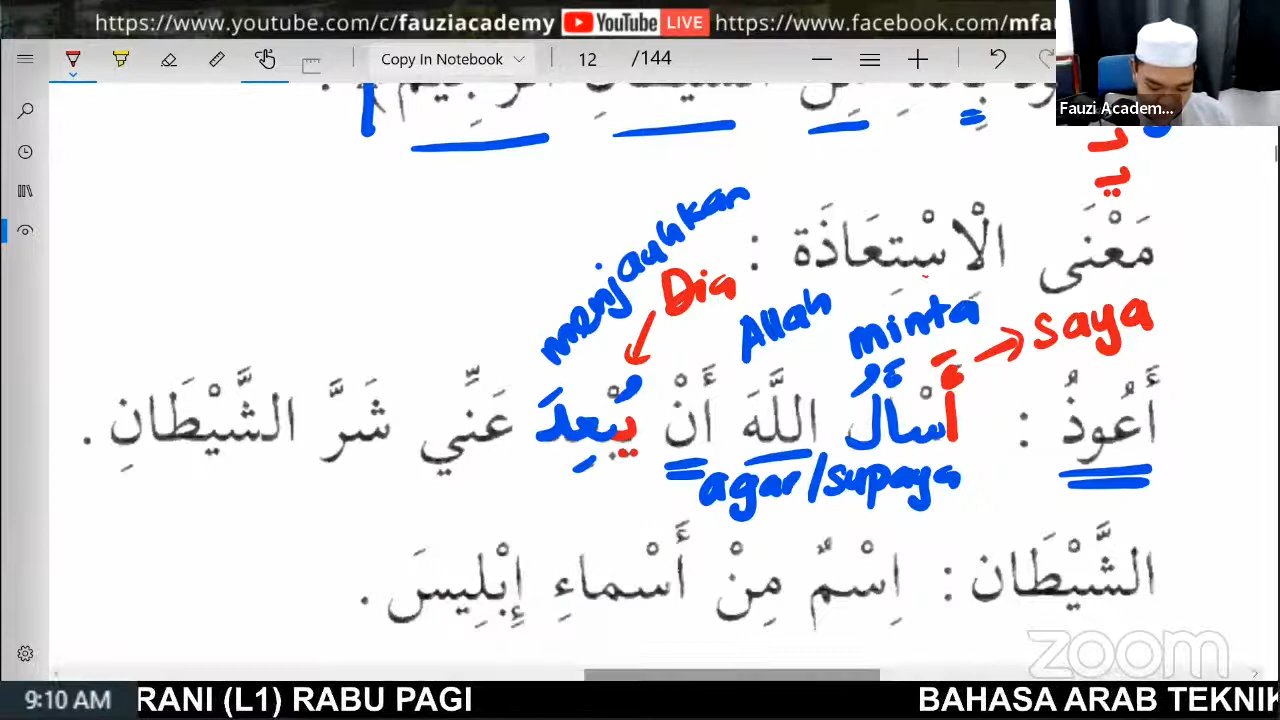 https://www.youtube.com/c/fauziacademy YouTube LIVE https://www.facebook.com/mfau
Copy In Notebook 12 /144
Fauzi Academ...
مَعْنَى الْاسْتِعَاذَة :
menjauhkan
Dia Allah minta saya
أَعُوذُ : أَسْأَلُ اللَّهَ أَنْ يُبْعِدَ عَنِّي شَرَّ الشَّيْطَانِ .
agar/supaya
الشَّيْطَان : اِسْمٌ مِنْ أَسْماءِ إِبْلِيسَ .
zoom
9:10 AM RANI (L1) RABU PAGI BAHASA ARAB TEKNIK